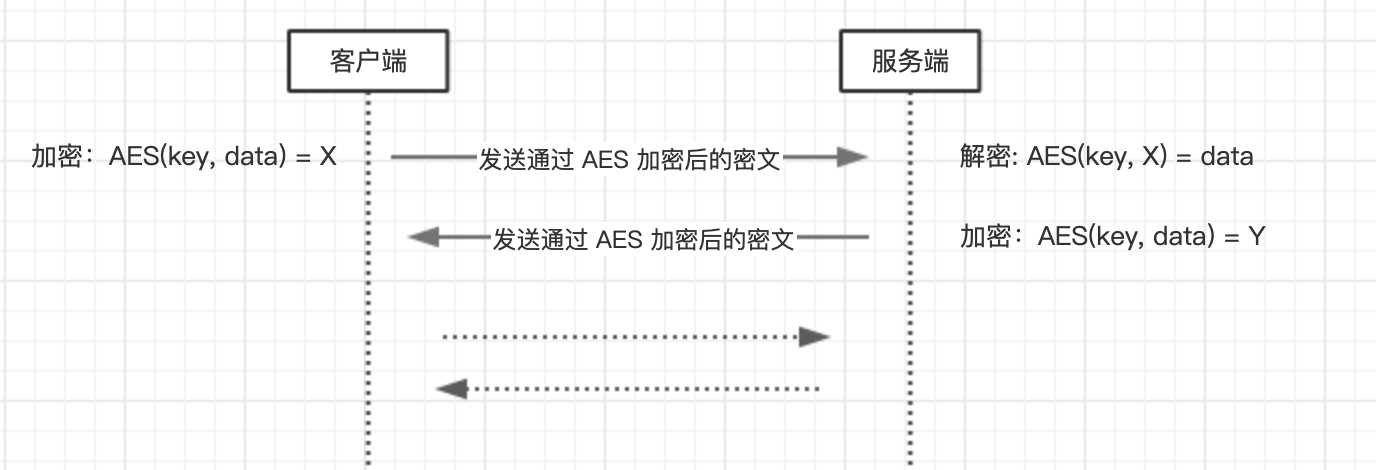 客户端
服务端
加密：AES(key, data) = X
发送通过 AES 加密后的密文
解密: AES(key, X) = data
发送通过 AES 加密后的密文
加密：AES(key, data) = Y